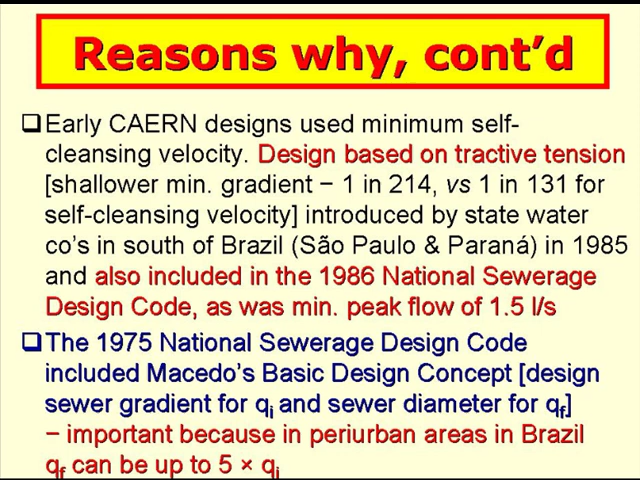 Reasons why, cont’d
❑Early CAERN designs used minimum self-
cleansing velocity. Design based on tractive tension
[shallower min. gradient − 1 in 214, vs 1 in 131 for
self-cleansing velocity] introduced by state water
co’s in south of Brazil (São Paulo & Paraná) in 1985
and also included in the 1986 National Sewerage
Design Code, as was min. peak flow of 1.5 l/s
❑The 1975 National Sewerage Design Code
included Macedo’s Basic Design Concept [design
sewer gradient for qi and sewer diameter for qf]
− important because in periurban areas in Brazil
qf can be up to 5 × qi